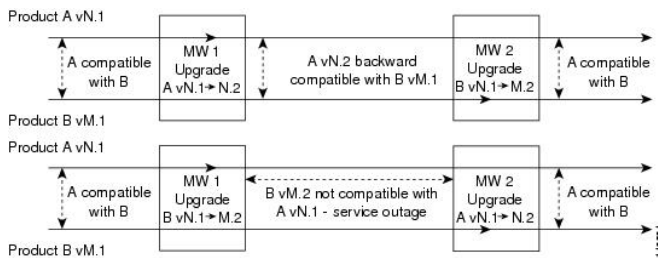 Product A vN.1
A compatible
with B
MW 1
Upgrade
A vN.1→ N.2
A vN.2 backward
compatible with B vM.1
MW 2
Upgrade
B vN.1→M.2
A compatible
with B
Product B vM.1
Product A vN.1
A compatible
with B
MW 1
Upgrade
B vN.1→M.2
B vM.2 not compatible with
A vN.1 - service outage
MW 2
Upgrade
A vN.1→N.2
A compatible
with B
Product B vM.1